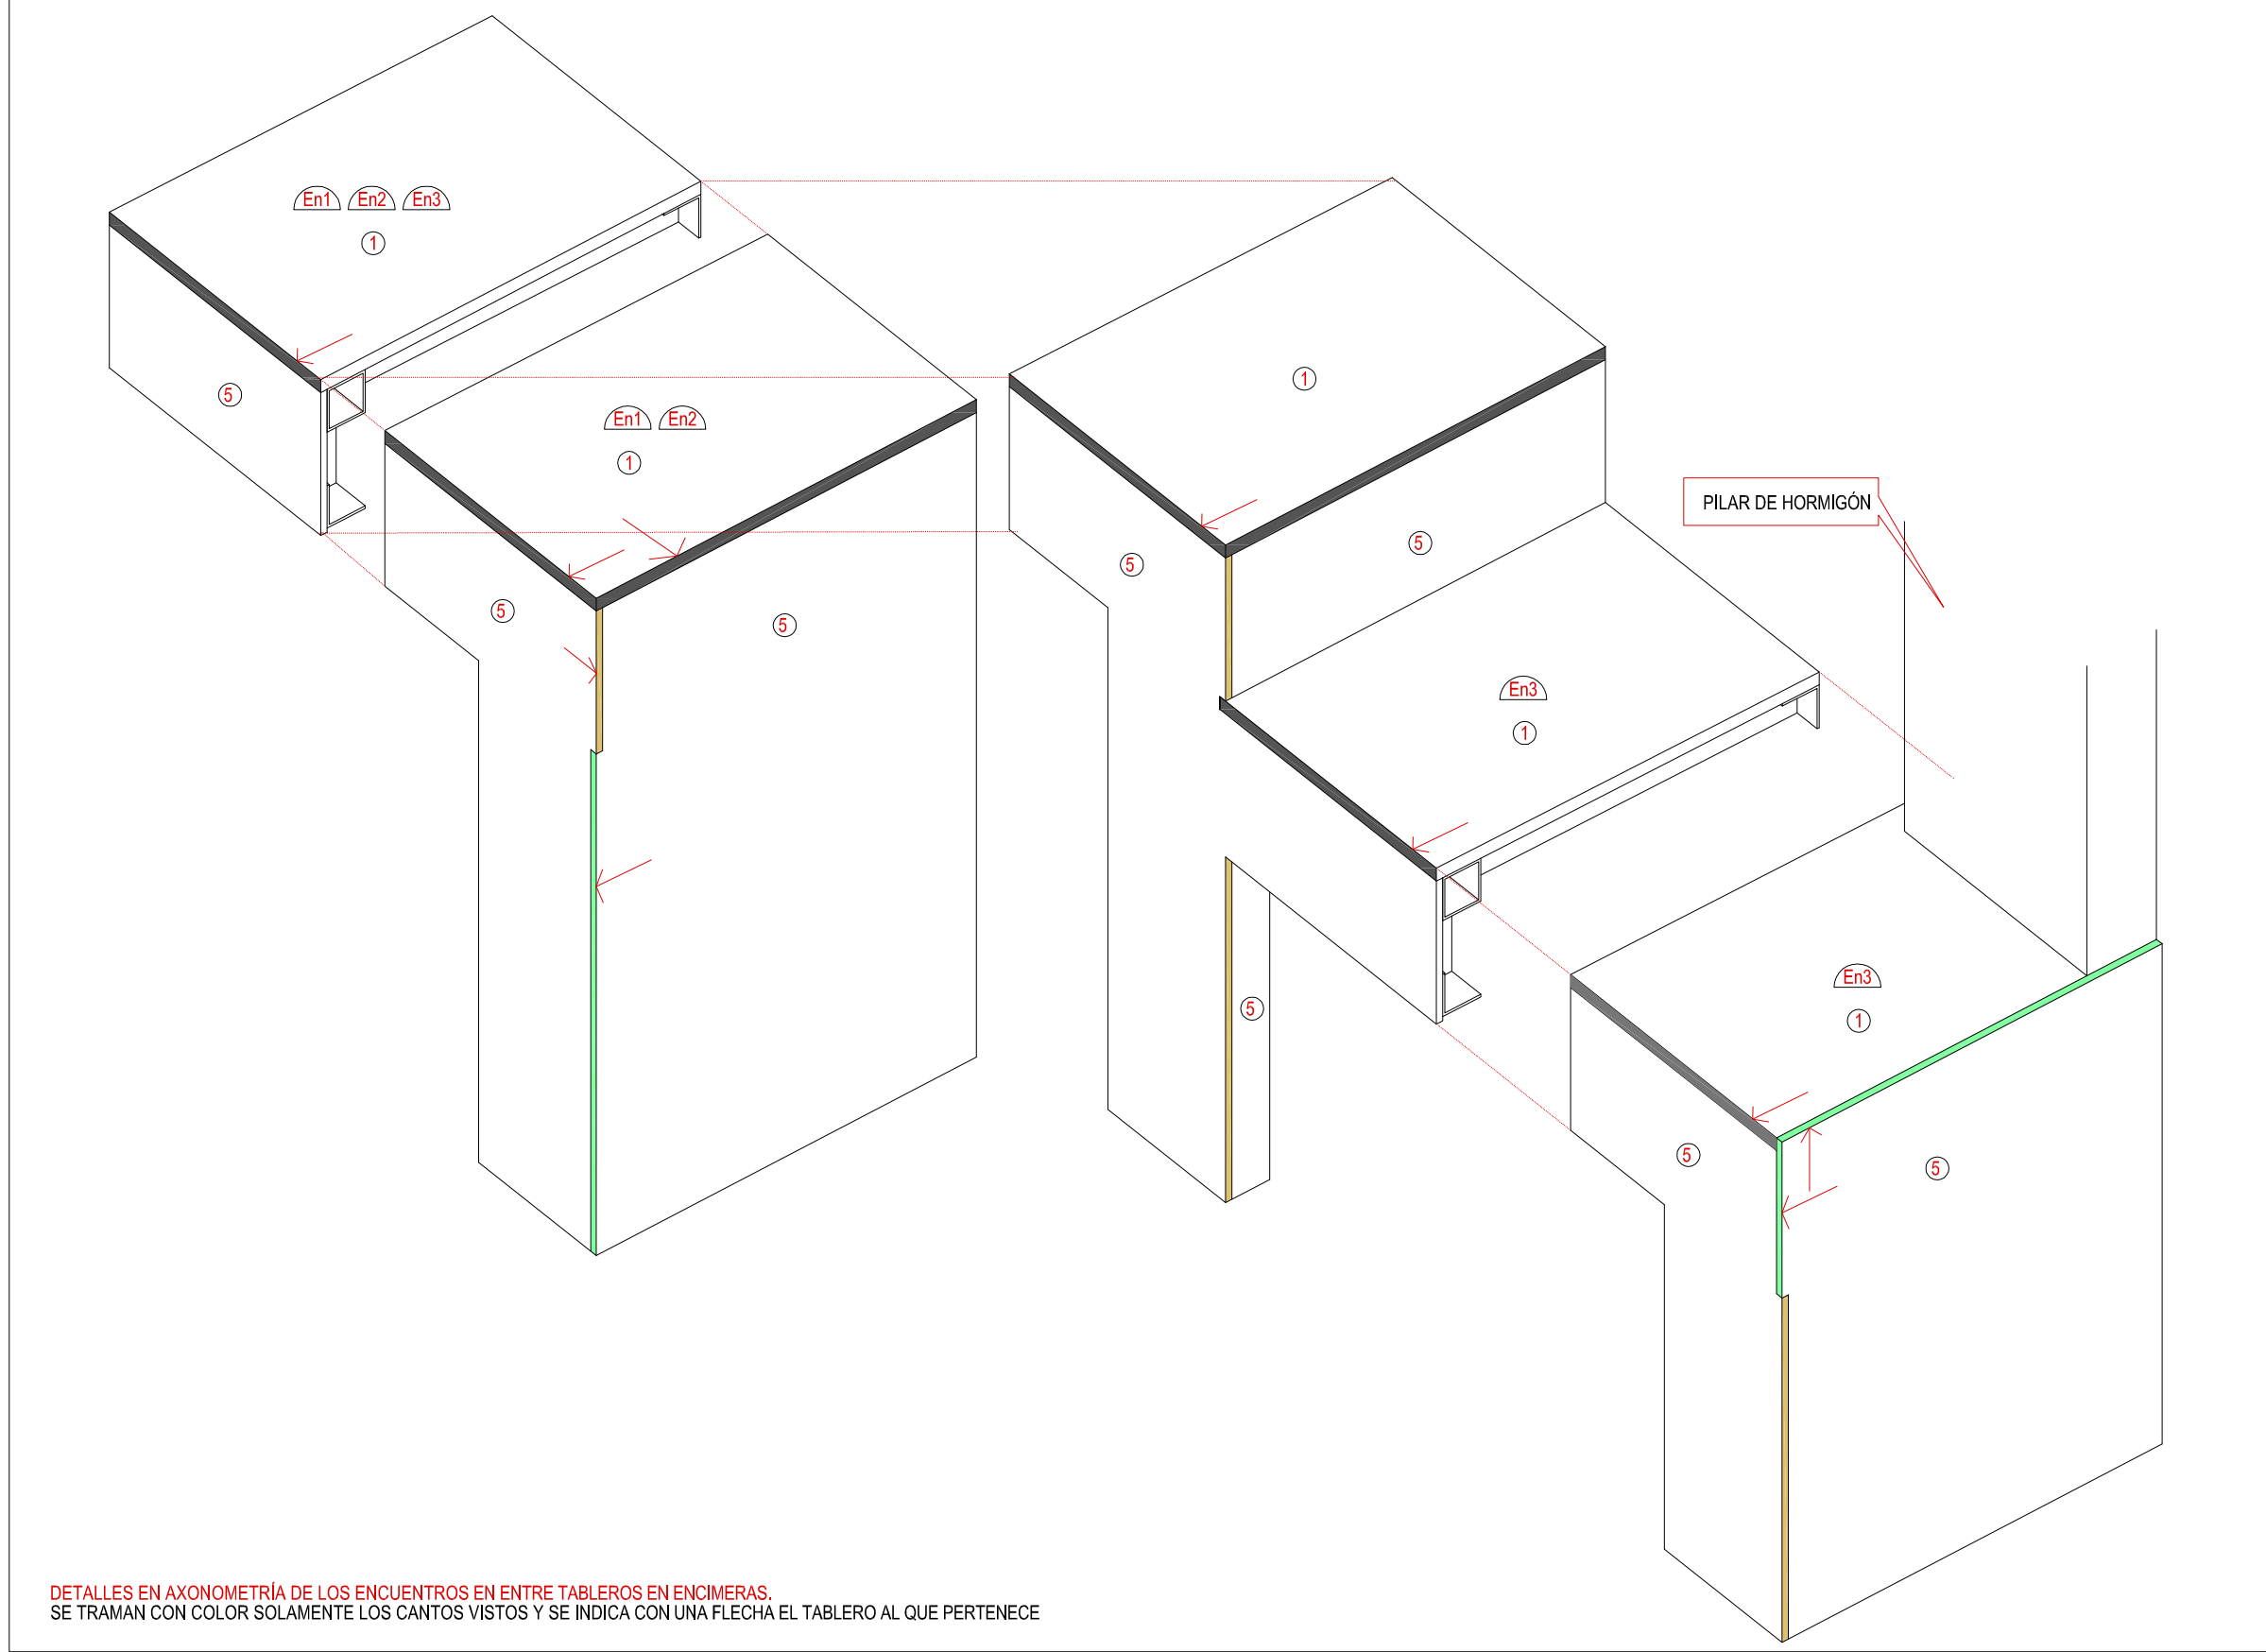 En1 En2 En3
1
5
En1 En2
1
5
5
1
5
5
PILAR DE HORMIGÓN
En3
1
5
En3
1
5
5
DETALLES EN AXONOMETRÍA DE LOS ENCUENTROS EN ENTRE TABLEROS EN ENCIMERAS.
SE TRAMAN CON COLOR SOLAMENTE LOS CANTOS VISTOS Y SE INDICA CON UNA FLECHA EL TABLERO AL QUE PERTENECE